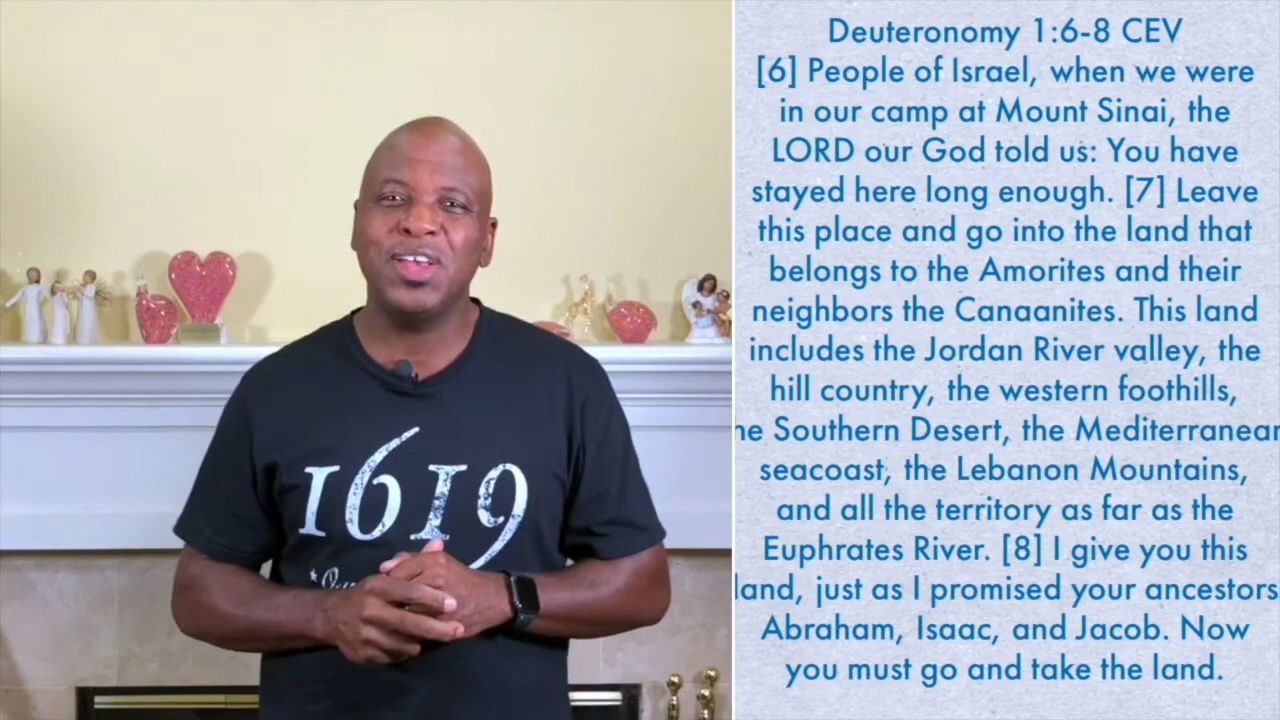 Deuteronomy 1:6-8 CEV
[6] People of Israel, when we were
in our camp at Mount Sinai, the
LORD our God told us: You have
stayed here long enough. [7] Leave
this place and go into the land that
belongs to the Amorites and their
neighbors the Canaanites. This land
includes the Jordan River valley, the
hill country, the western foothills,
he Southern Desert, the Mediterranean
seacoast, the Lebanon Mountains,
and all the territory as far as the
Euphrates River. [8] I give you this
land, just as I promised your ancestors
Abraham, Isaac, and Jacob. Now
you must go and take the land.
1619